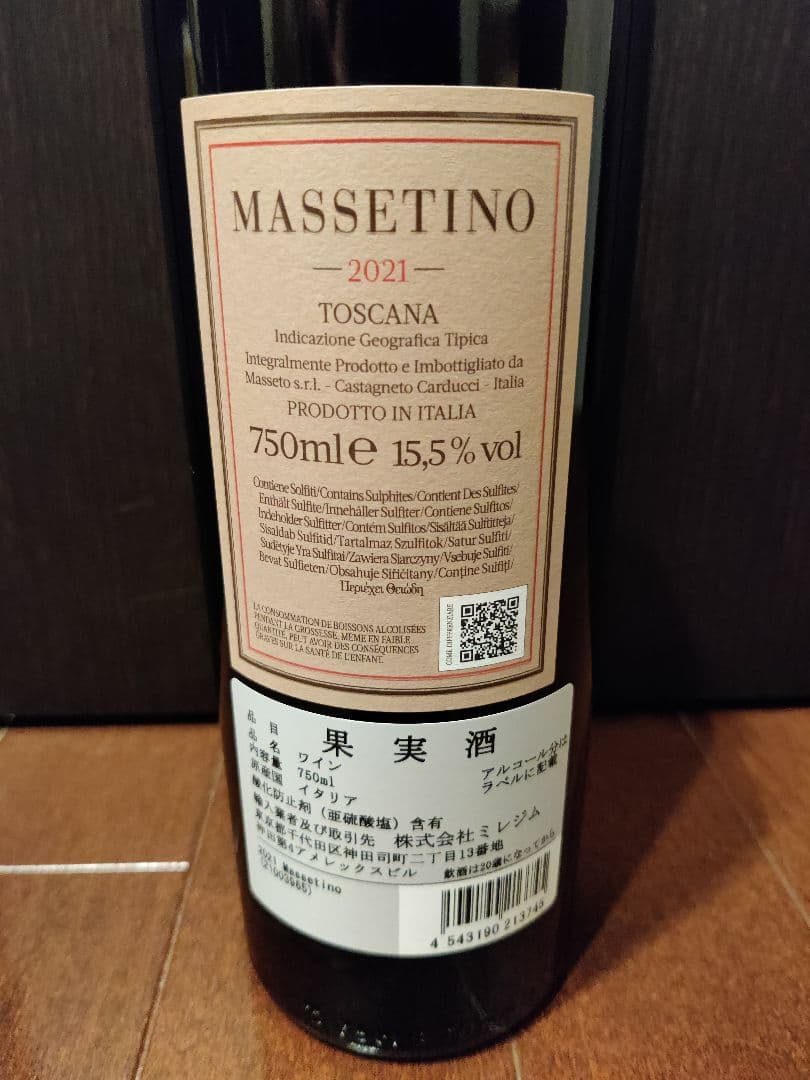 MASSETINO
2021
TOSCANA
Indicazione Geografica Tipica
Integralmente Prodotto e Imbottigliato da
Masseto s.r.l. - Castagneto Carducci - Italia
PRODOTTO IN ITALIA
750ml e 15,5% vol
Contiene Solfiti/Contains Sulphites/Contient Des Sulfites/
Enthält Sulfite/Innehåller Sulfiter/Contiene Sulfitos/
Indeholder Sulfitter/Contém Sulfitos/Sisältää Sulfiitteja/
Sisaldab Sulfitid/Tartalmaz Szulfitok/Satur Sulfiti/
Sudėtyje Yra Sulfitai/Zawiera Siarczyny/Vsebuje Sulfiti/
Bevat Sulfieten/Obsahuje Siřičitany/Conţine Sulfiţi/
Περιέχει Θειώδη
LA CONSOMMATION DE BOISSONS ALCOLISÉES
PENDANT LA GROSSESSE, MÊME EN FAIBLE
QUANTITÉ, PEUT AVOIR DES CONSÉQUENCES
GRAVES SUR LA SANTÉ DE L'ENFANT.
COME DIFFERENZIARE
品目 果実酒
品名 ワイン
アルコール分は
ラベルに記載
内容量 750ml
原産国 イタリア
酸化防止剤(亜硫酸塩)含有
輸入業者及び取引先 株式会社ミレジム
東京都千代田区神田司町二丁目13番地
神田第4アメレックスビル
飲酒は20歳になってから
2021 Massetino
4 543190 213745